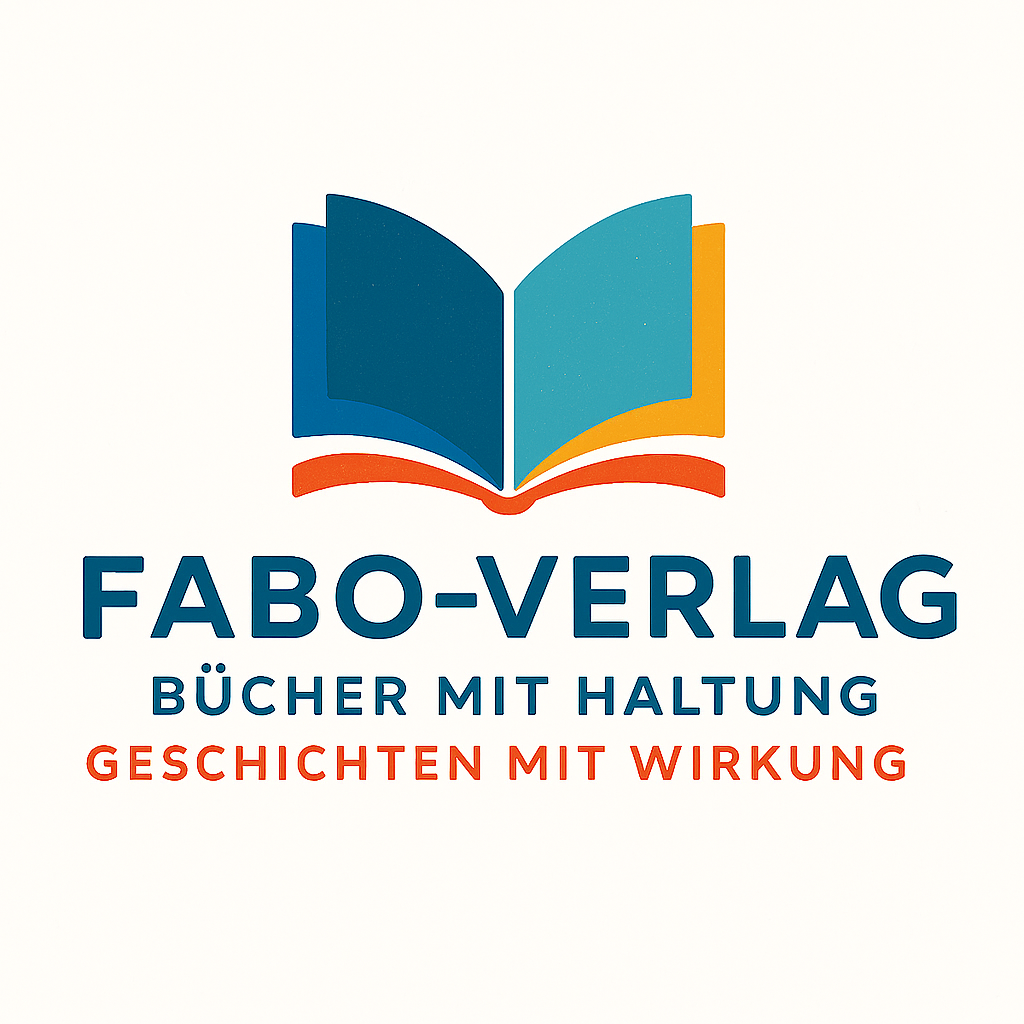 FABO-VERLAG
BÜCHER MIT HALTUNG
GESCHICHTEN MIT WIRKUNG